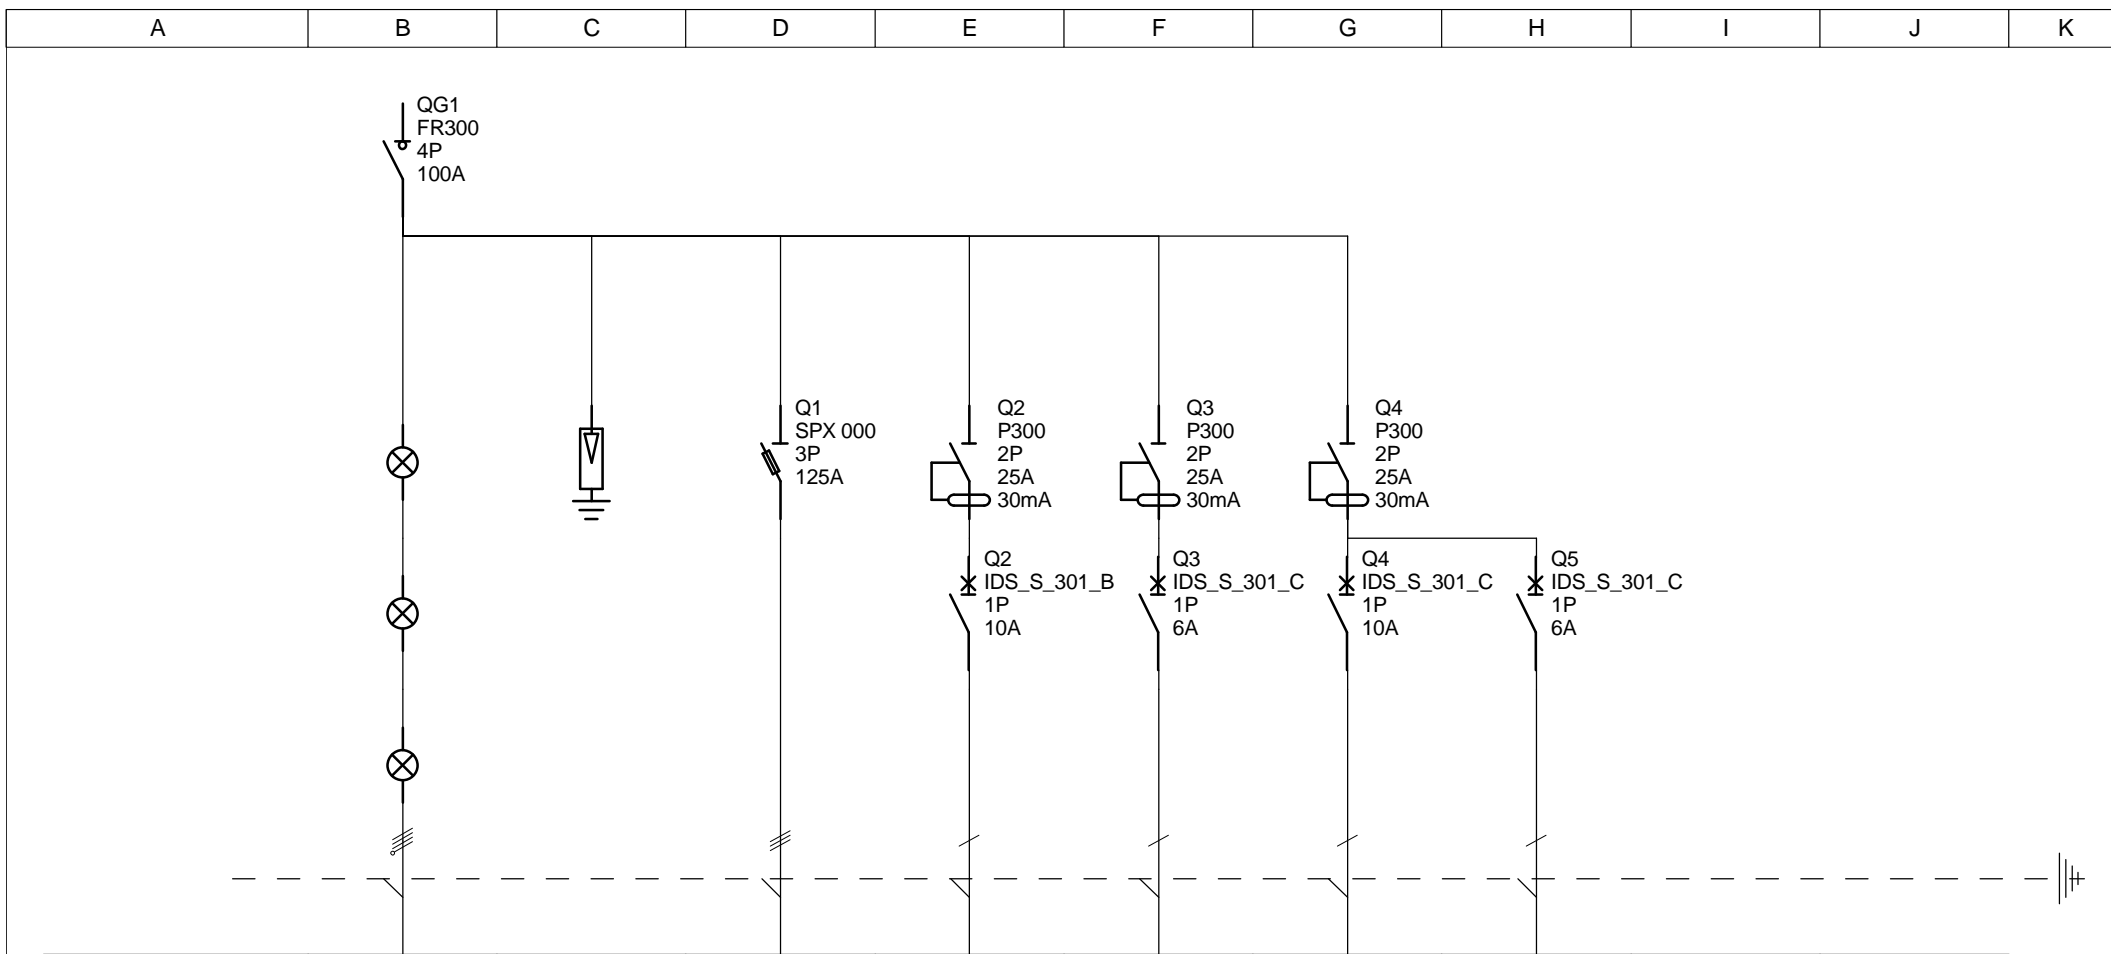 A B C D E F G H I J K
QG1
FR300
4P
100A
Q1
SPX 000
3P
125A
Q2
P300
2P
25A
30mA
Q3
P300
2P
25A
30mA
Q4
P300
2P
25A
30mA
Q2
IDS_S_301_B
1P
10A
Q3
IDS_S_301_C
1P
6A
Q4
IDS_S_301_C
1P
10A
Q5
IDS_S_301_C
1P
6A